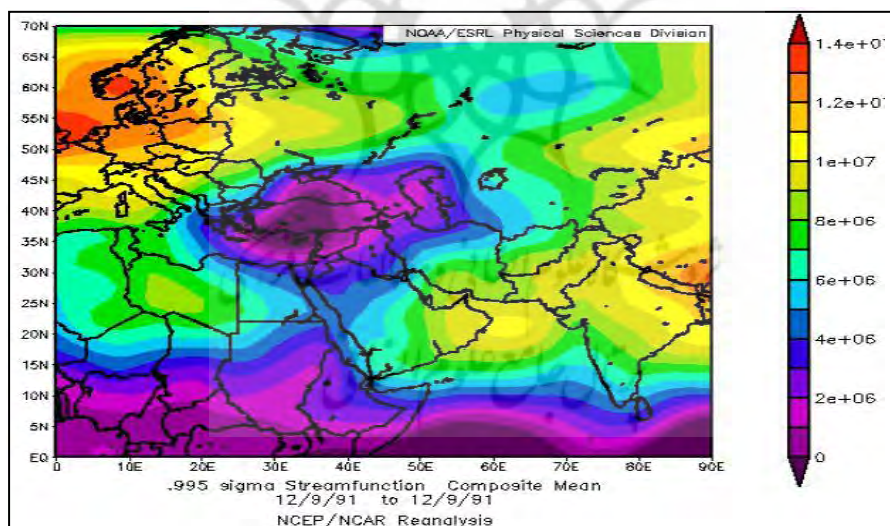 NOAA/ESRL Physical Sciences Division
70N
65N
60N
55N
50N
45N
40N
35N
30N
25N
20N
15N
10N
5N
EQ
0 10E 20E 30E 40E 50E 60E 70E 80E 90E
1.4e+07
1.2e+07
1e+07
8e+06
6e+06
4e+06
2e+06
0
.995 sigma Streamfunction Composite Mean
12/9/91 to 12/9/91
NCEP/NCAR Reanalysis